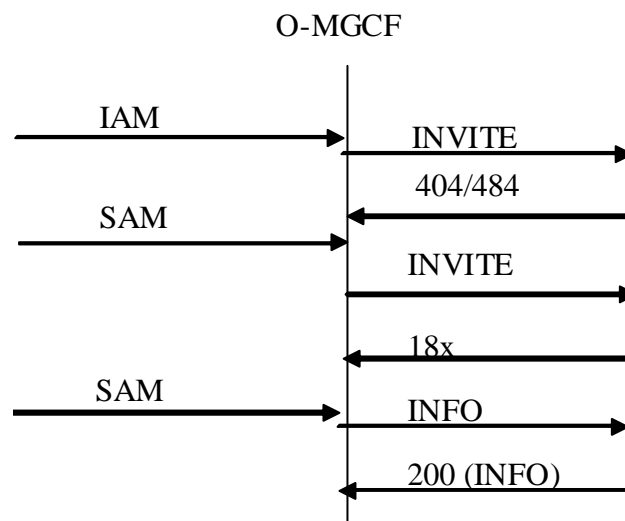 O-MGCF
IAM
INVITE
404/484
SAM
INVITE
18x
SAM
INFO
200 (INFO)